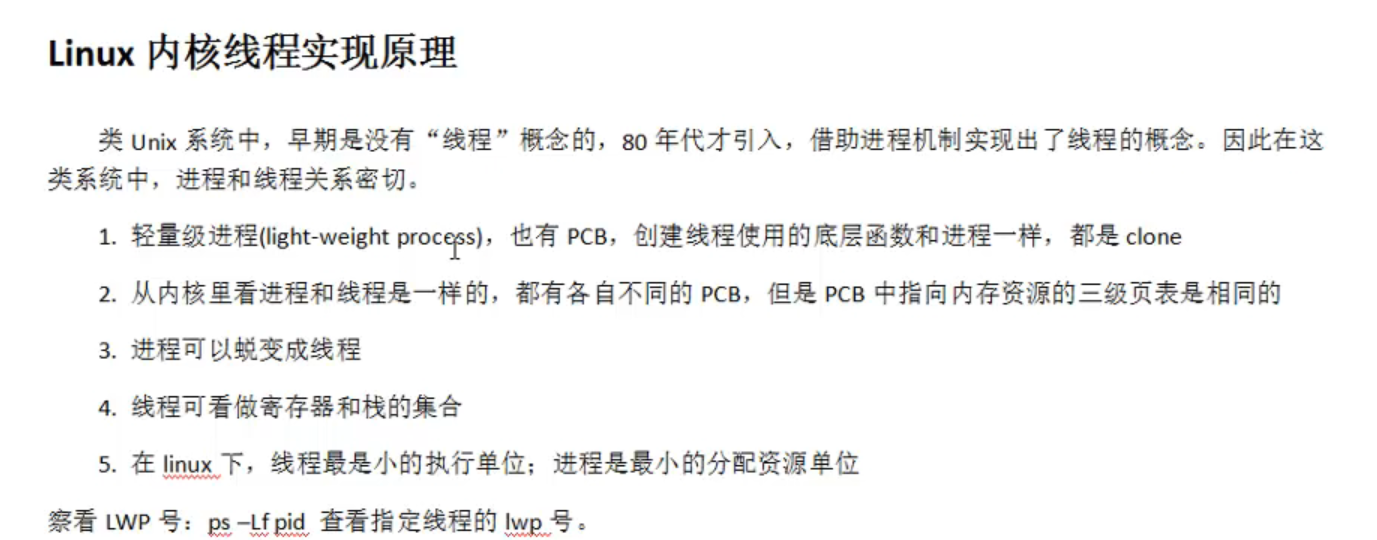 Linux 内核线程实现原理
类 Unix 系统中，早期是没有“线程”概念的，80 年代才引入，借助进程机制实现出了线程的概念。因此在这
类系统中，进程和线程关系密切。
1. 轻量级进程(light-weight process)，也有 PCB，创建线程使用的底层函数和进程一样，都是 clone
2. 从内核里看进程和线程是一样的，都有各自不同的 PCB，但是 PCB 中指向内存资源的三级页表是相同的
3. 进程可以蜕变成线程
4. 线程可看做寄存器和栈的集合
5. 在 linux 下，线程最是小的执行单位；进程是最小的分配资源单位
察看 LWP 号：ps –Lf pid 查看指定线程的 lwp 号。